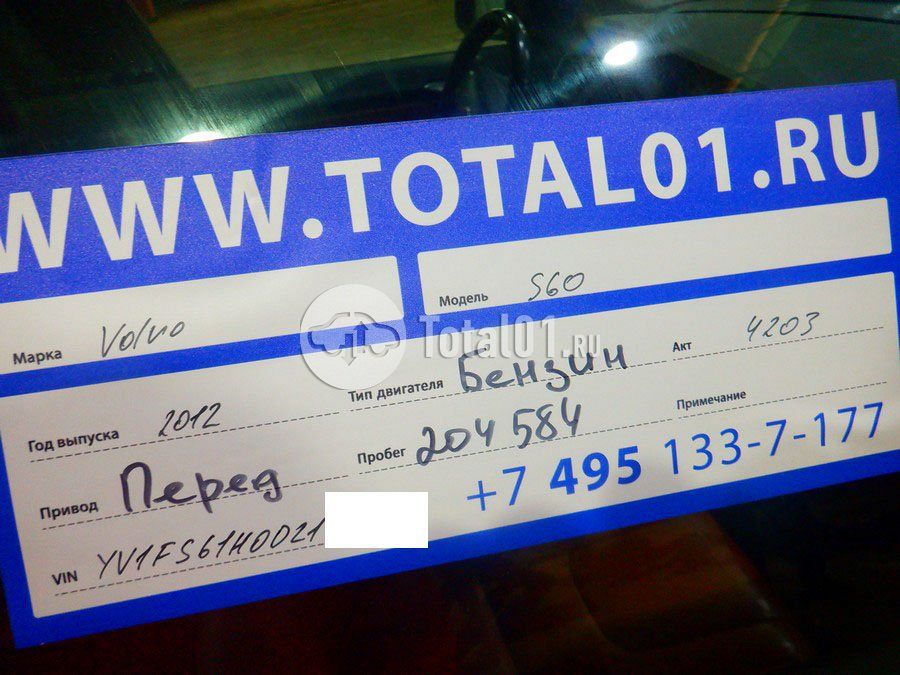 WWW.TOTAL01.RU
Марка Volvo Модель S60
Total01.RU
Год выпуска 2012 Тип двигателя Бензин Акт 4203
Привод Перед Пробег 204 584 Примечание
VIN YV1FS61H0021 +7 495 133-7-177